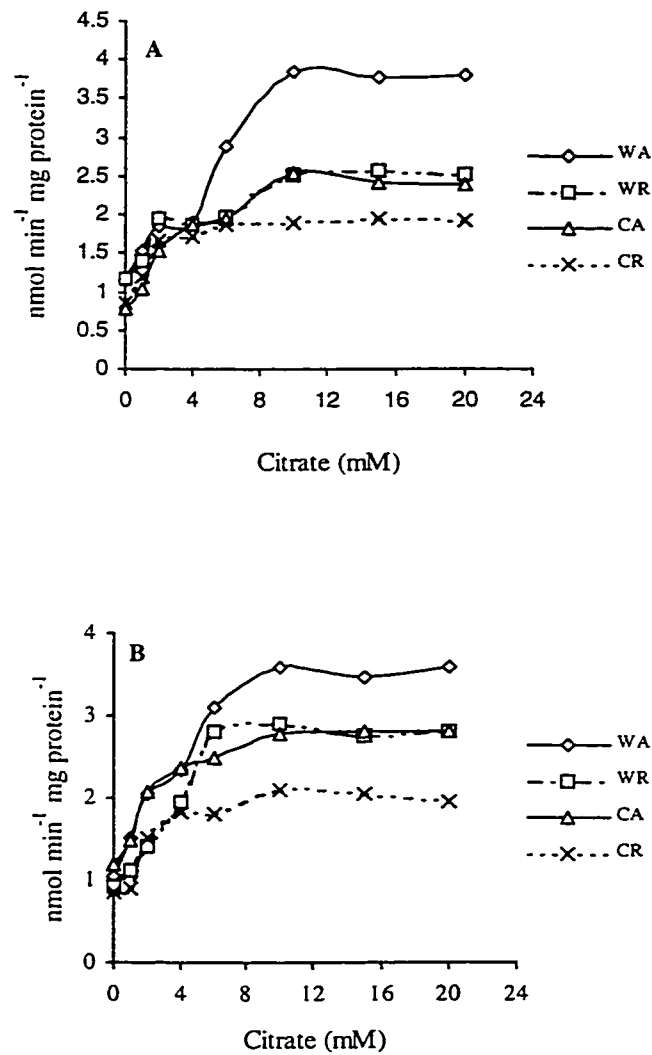 A
4.5
4
3.5
3
2.5
2
1.5
1
0.5
0
nmol min⁻¹ mg protein⁻¹
0 4 8 12 16 20 24
Citrate (mM)
WA
WR
CA
CR
B
4
3
2
1
0
nmol min⁻¹ mg protein⁻¹
0 4 8 12 16 20 24
Citrate (mM)
WA
WR
CA
CR